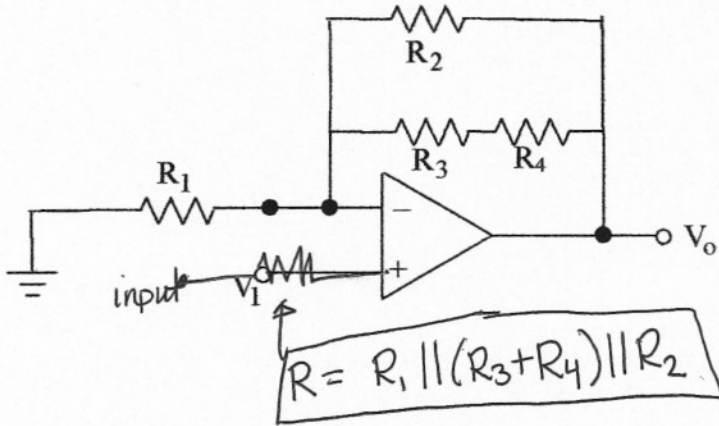 R2
R3
R4
R1
−
Vo
+
input
V1
R = R1 || (R3+R4) || R2